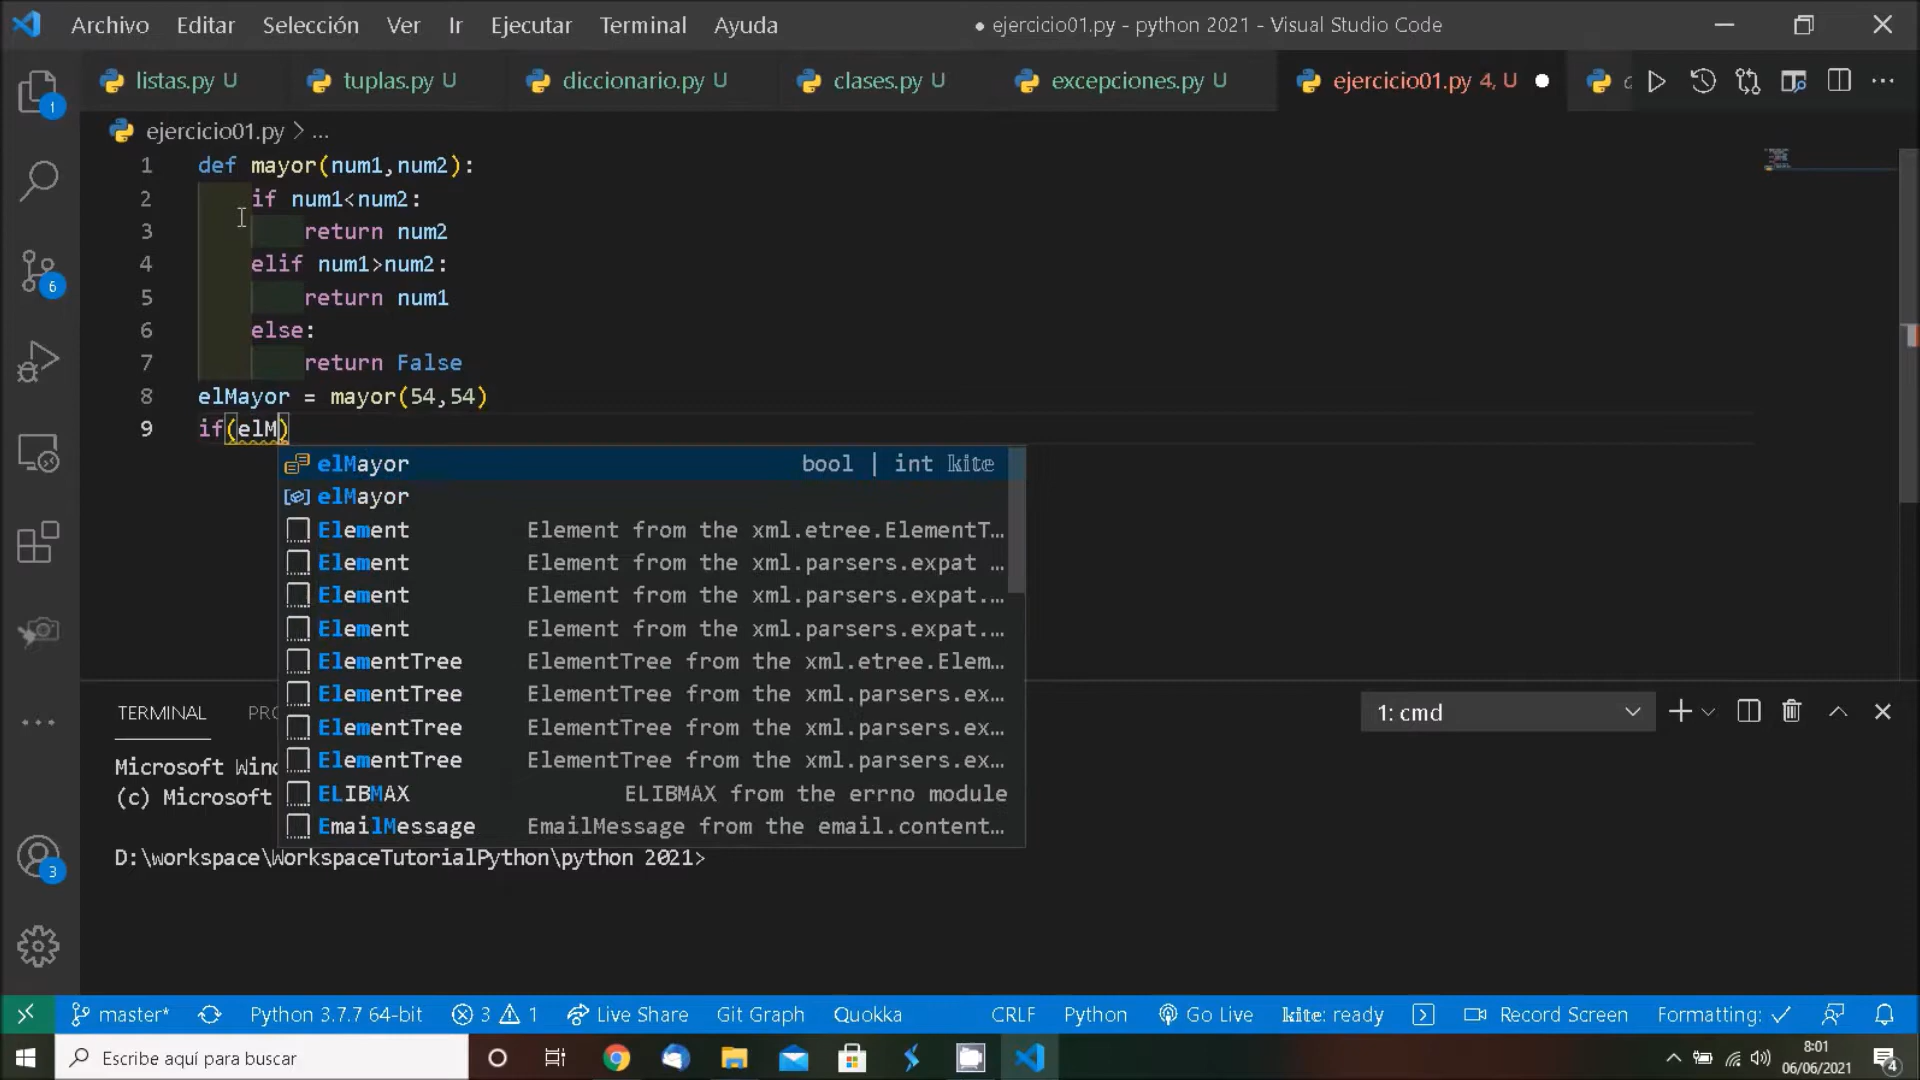 Archivo Editar Selección Ver Ir Ejecutar Terminal Ayuda ● ejercicio01.py - python 2021 - Visual Studio Code
listas.py U tuplas.py U diccionario.py U clases.py U excepciones.py U ejercicio01.py 4, U
ejercicio01.py > ...
1 def mayor(num1,num2):
2 if num1<num2:
3 return num2
4 elif num1>num2:
5 return num1
6 else:
7 return False
8 elMayor = mayor(54,54)
9 if(elM)
elMayor bool | int kite
elMayor
Element Element from the xml.etree.ElementT...
Element Element from the xml.parsers.expat ...
Element Element from the xml.parsers.expat....
Element Element from the xml.parsers.expat....
ElementTree ElementTree from the xml.etree.Elem...
ElementTree ElementTree from the xml.parsers.ex...
ElementTree ElementTree from the xml.parsers.ex...
ElementTree ElementTree from the xml.parsers.ex...
ELIBMAX ELIBMAX from the errno module
EmailMessage EmailMessage from the email.content...
TERMINAL PRO 1: cmd
Microsoft Wind
(c) Microsoft
D:\workspace\WorkspaceTutorialPython\python 2021>
1
6
3
master* Python 3.7.7 64-bit 3 1 Live Share Git Graph Quokka CRLF Python Go Live kite: ready Record Screen Formatting: ✓
Escribe aquí para buscar
8:01
06/06/2021
4